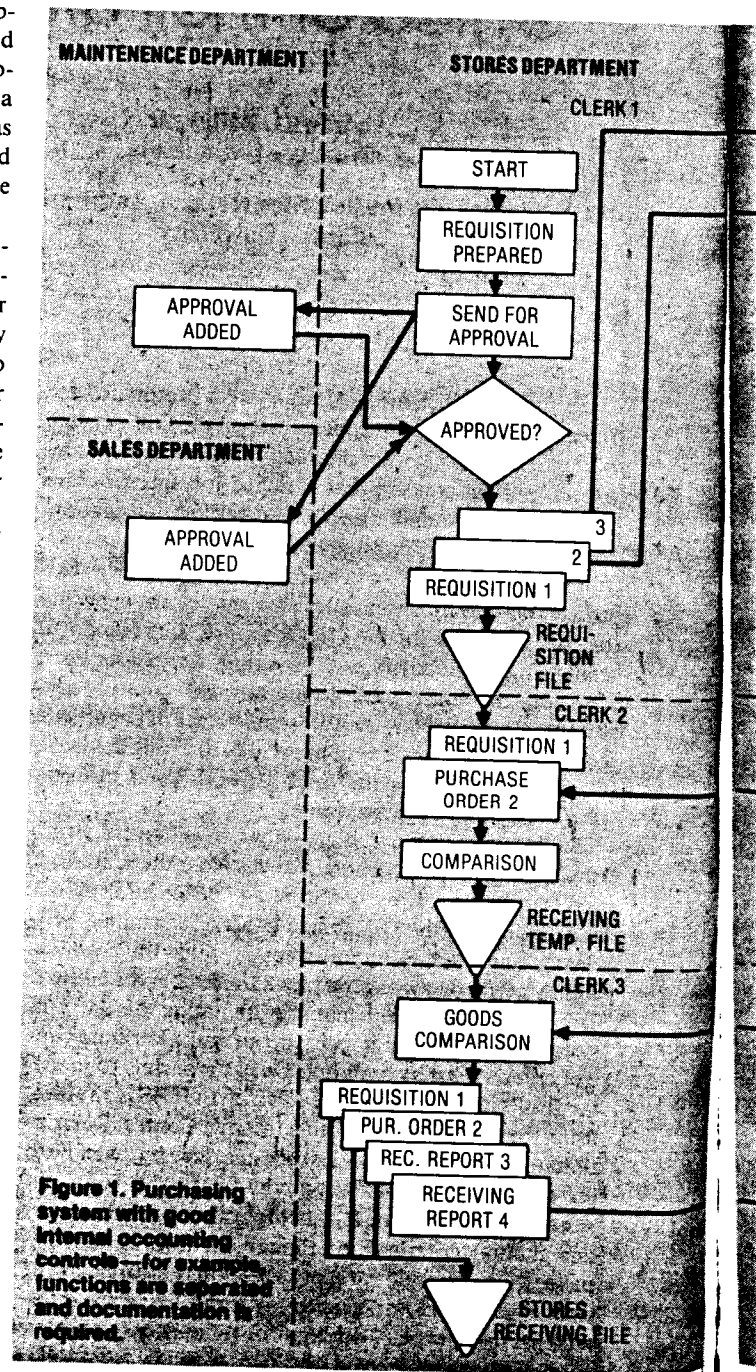 MAINTENENCE DEPARTMENT
STORES DEPARTMENT
CLERK 1
START
REQUISITION
PREPARED
SEND FOR
APPROVAL
APPROVAL
ADDED
APPROVED?
SALES DEPARTMENT
APPROVAL
ADDED
3
2
REQUISITION 1
REQUI-
SITION
FILE
CLERK 2
REQUISITION 1
PURCHASE
ORDER 2
COMPARISON
RECEIVING
TEMP. FILE
CLERK 3
GOODS
COMPARISON
REQUISITION 1
PUR. ORDER 2
REC. REPORT 3
RECEIVING
REPORT 4
STORES
RECEIVING FILE
Figure 1. Purchasing
system with good
internal accounting
controls—for example,
functions are separated
and documentation is
required.